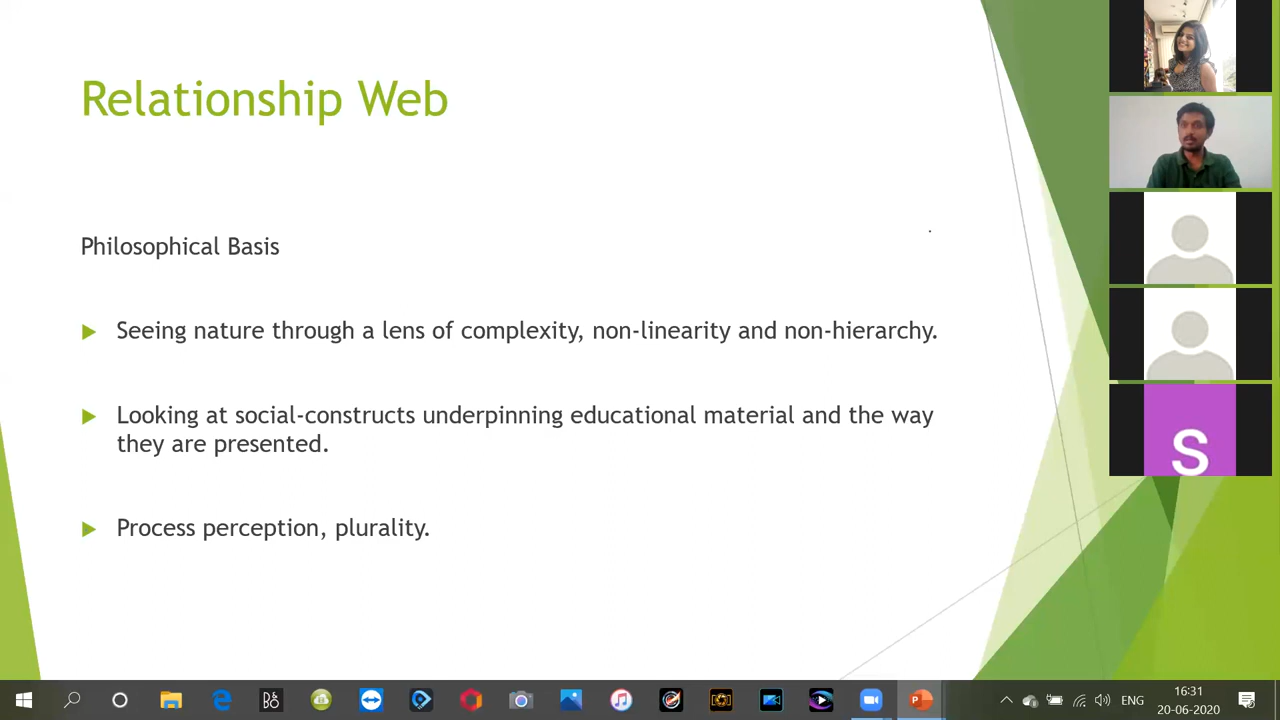 Relationship Web
Philosophical Basis
Seeing nature through a lens of complexity, non-linearity and non-hierarchy.
Looking at social-constructs underpinning educational material and the way
they are presented.
Process perception, plurality.
S
B&O
P
ENG
16:31
20-06-2020